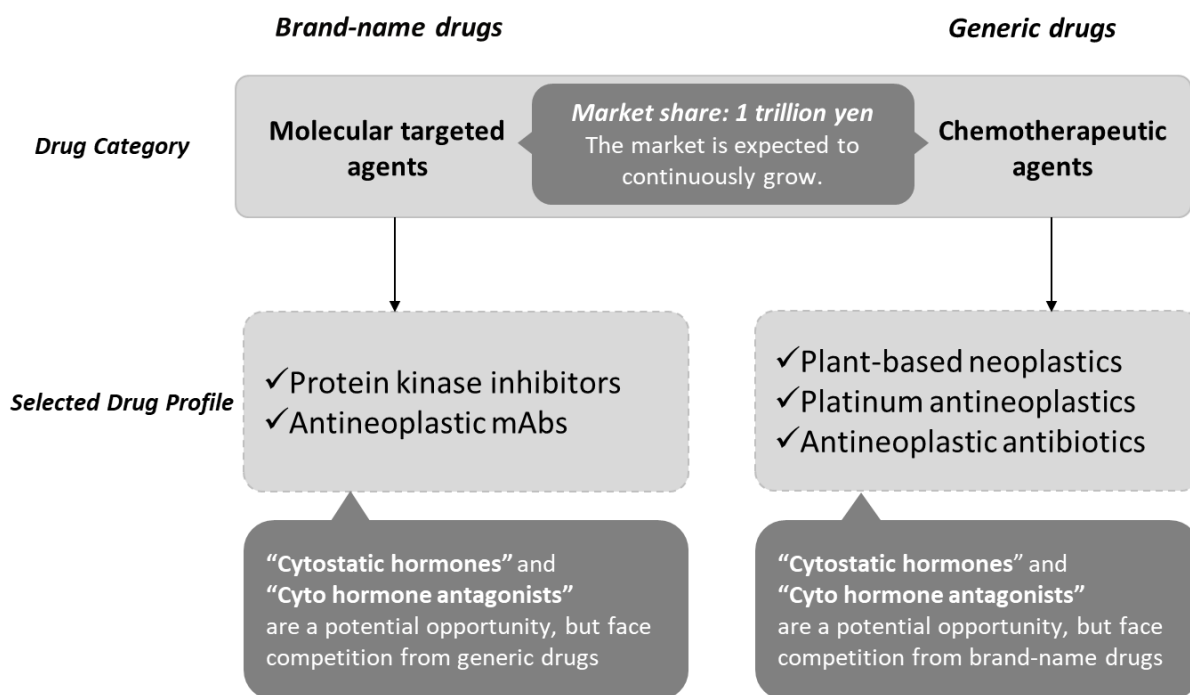 Brand-name drugs
Generic drugs
Drug Category
Molecular targeted
agents
Market share: 1 trillion yen
The market is expected to
continuously grow.
Chemotherapeutic
agents
Selected Drug Profile
✓Protein kinase inhibitors
✓Antineoplastic mAbs
✓Plant-based neoplastics
✓Platinum antineoplastics
✓Antineoplastic antibiotics
“Cytostatic hormones” and
“Cyto hormone antagonists”
are a potential opportunity, but face
competition from generic drugs
“Cytostatic hormones” and
“Cyto hormone antagonists”
are a potential opportunity, but face
competition from brand-name drugs